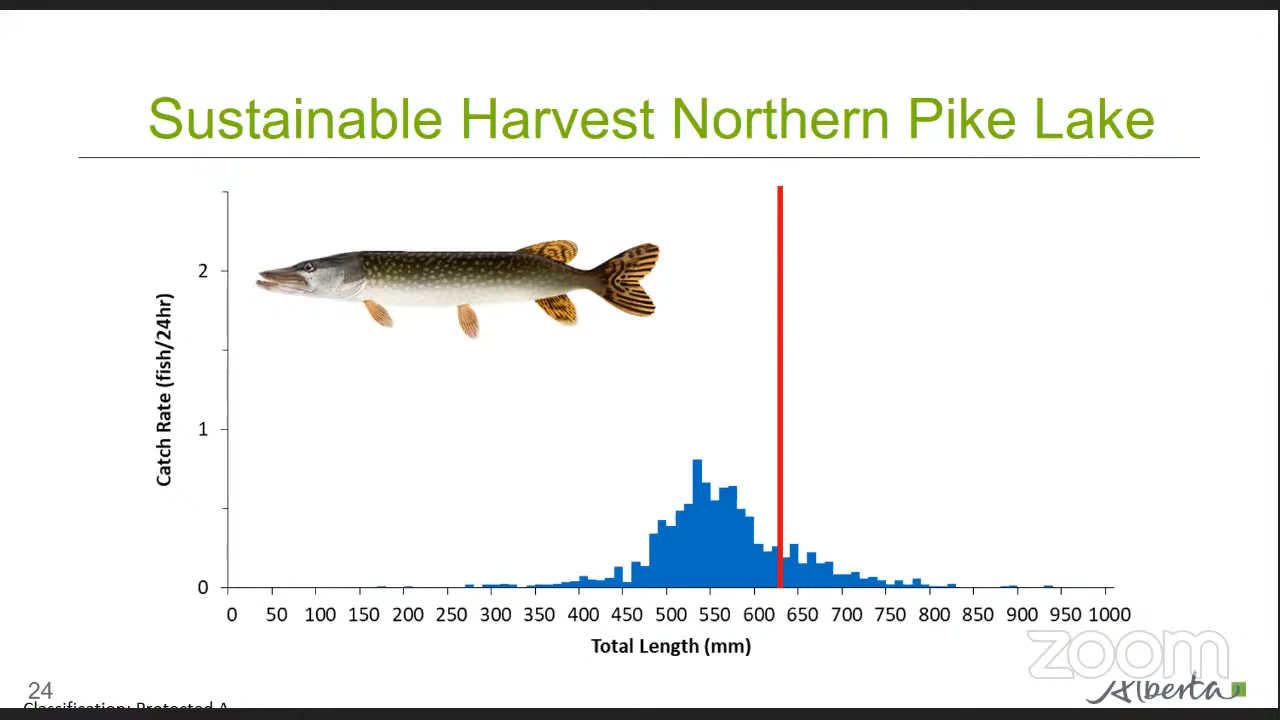 Sustainable Harvest Northern Pike Lake
2
1
0
Catch Rate (fish/24hr)
0 50 100 150 200 250 300 350 400 450 500 550 600 650 700 750 800 850 900 950 1000
Total Length (mm)
zoom
24
Alberta
Classification: Protected A